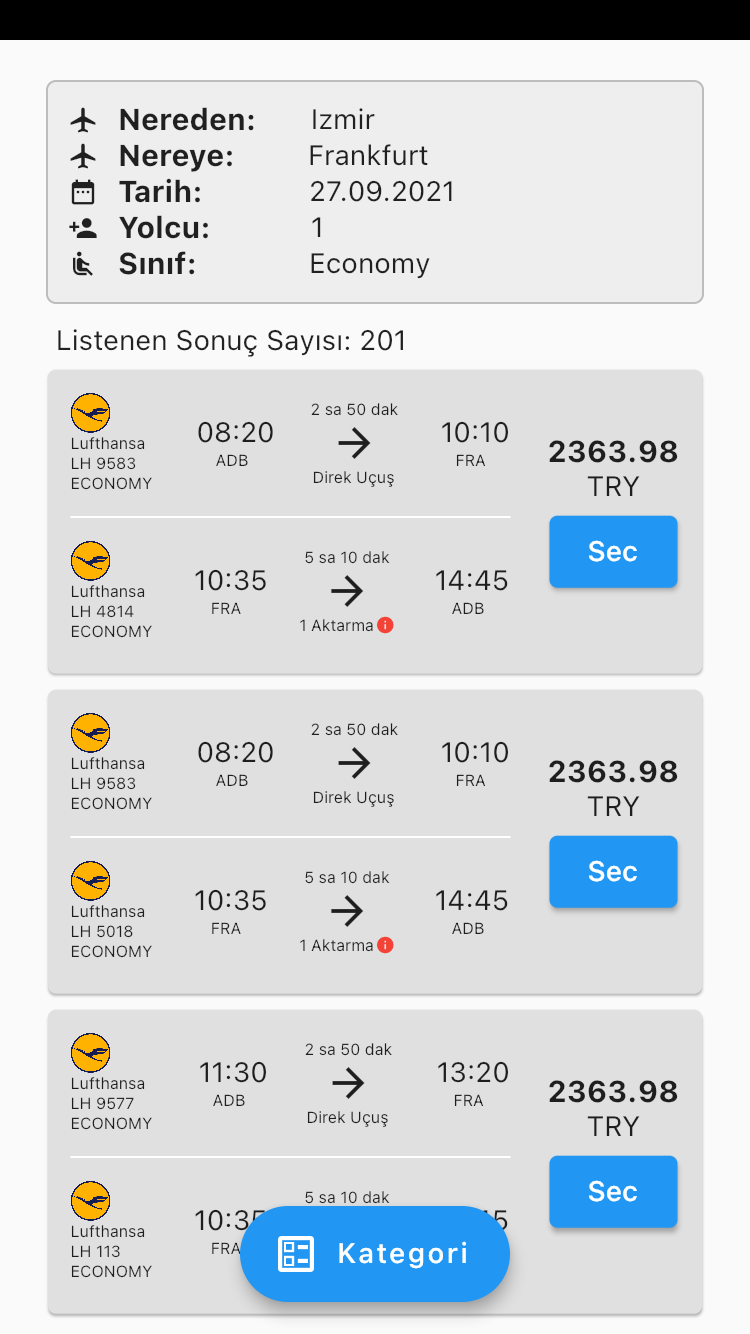 Nereden: Izmir
Nereye: Frankfurt
Tarih: 27.09.2021
Yolcu: 1
Sınıf: Economy
Listenen Sonuç Sayısı: 201
Lufthansa
LH 9583
ECONOMY
08:20
ADB
2 sa 50 dak
Direk Uçuş
10:10
FRA
2363.98
TRY
Sec
Lufthansa
LH 4814
ECONOMY
10:35
FRA
5 sa 10 dak
1 Aktarma
14:45
ADB
Lufthansa
LH 9583
ECONOMY
08:20
ADB
2 sa 50 dak
Direk Uçuş
10:10
FRA
2363.98
TRY
Sec
Lufthansa
LH 5018
ECONOMY
10:35
FRA
5 sa 10 dak
1 Aktarma
14:45
ADB
Lufthansa
LH 9577
ECONOMY
11:30
ADB
2 sa 50 dak
Direk Uçuş
13:20
FRA
2363.98
TRY
Sec
Lufthansa
LH 113
ECONOMY
10:35
FRA
5 sa 10 dak
Kategori